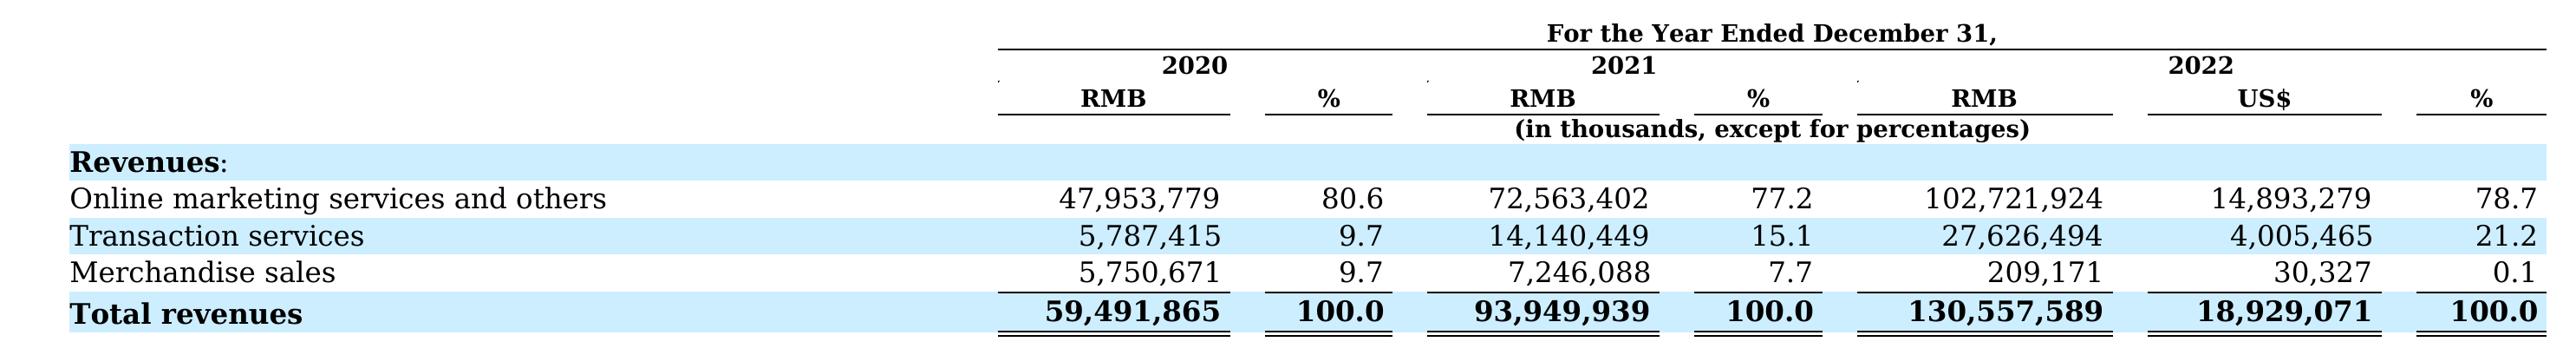 For the Year Ended December 31,
2020 2021 2022
RMB % RMB % RMB US$ %
(in thousands, except for percentages)
Revenues:
Online marketing services and others 47,953,779 80.6 72,563,402 77.2 102,721,924 14,893,279 78.7
Transaction services 5,787,415 9.7 14,140,449 15.1 27,626,494 4,005,465 21.2
Merchandise sales 5,750,671 9.7 7,246,088 7.7 209,171 30,327 0.1
Total revenues 59,491,865 100.0 93,949,939 100.0 130,557,589 18,929,071 100.0